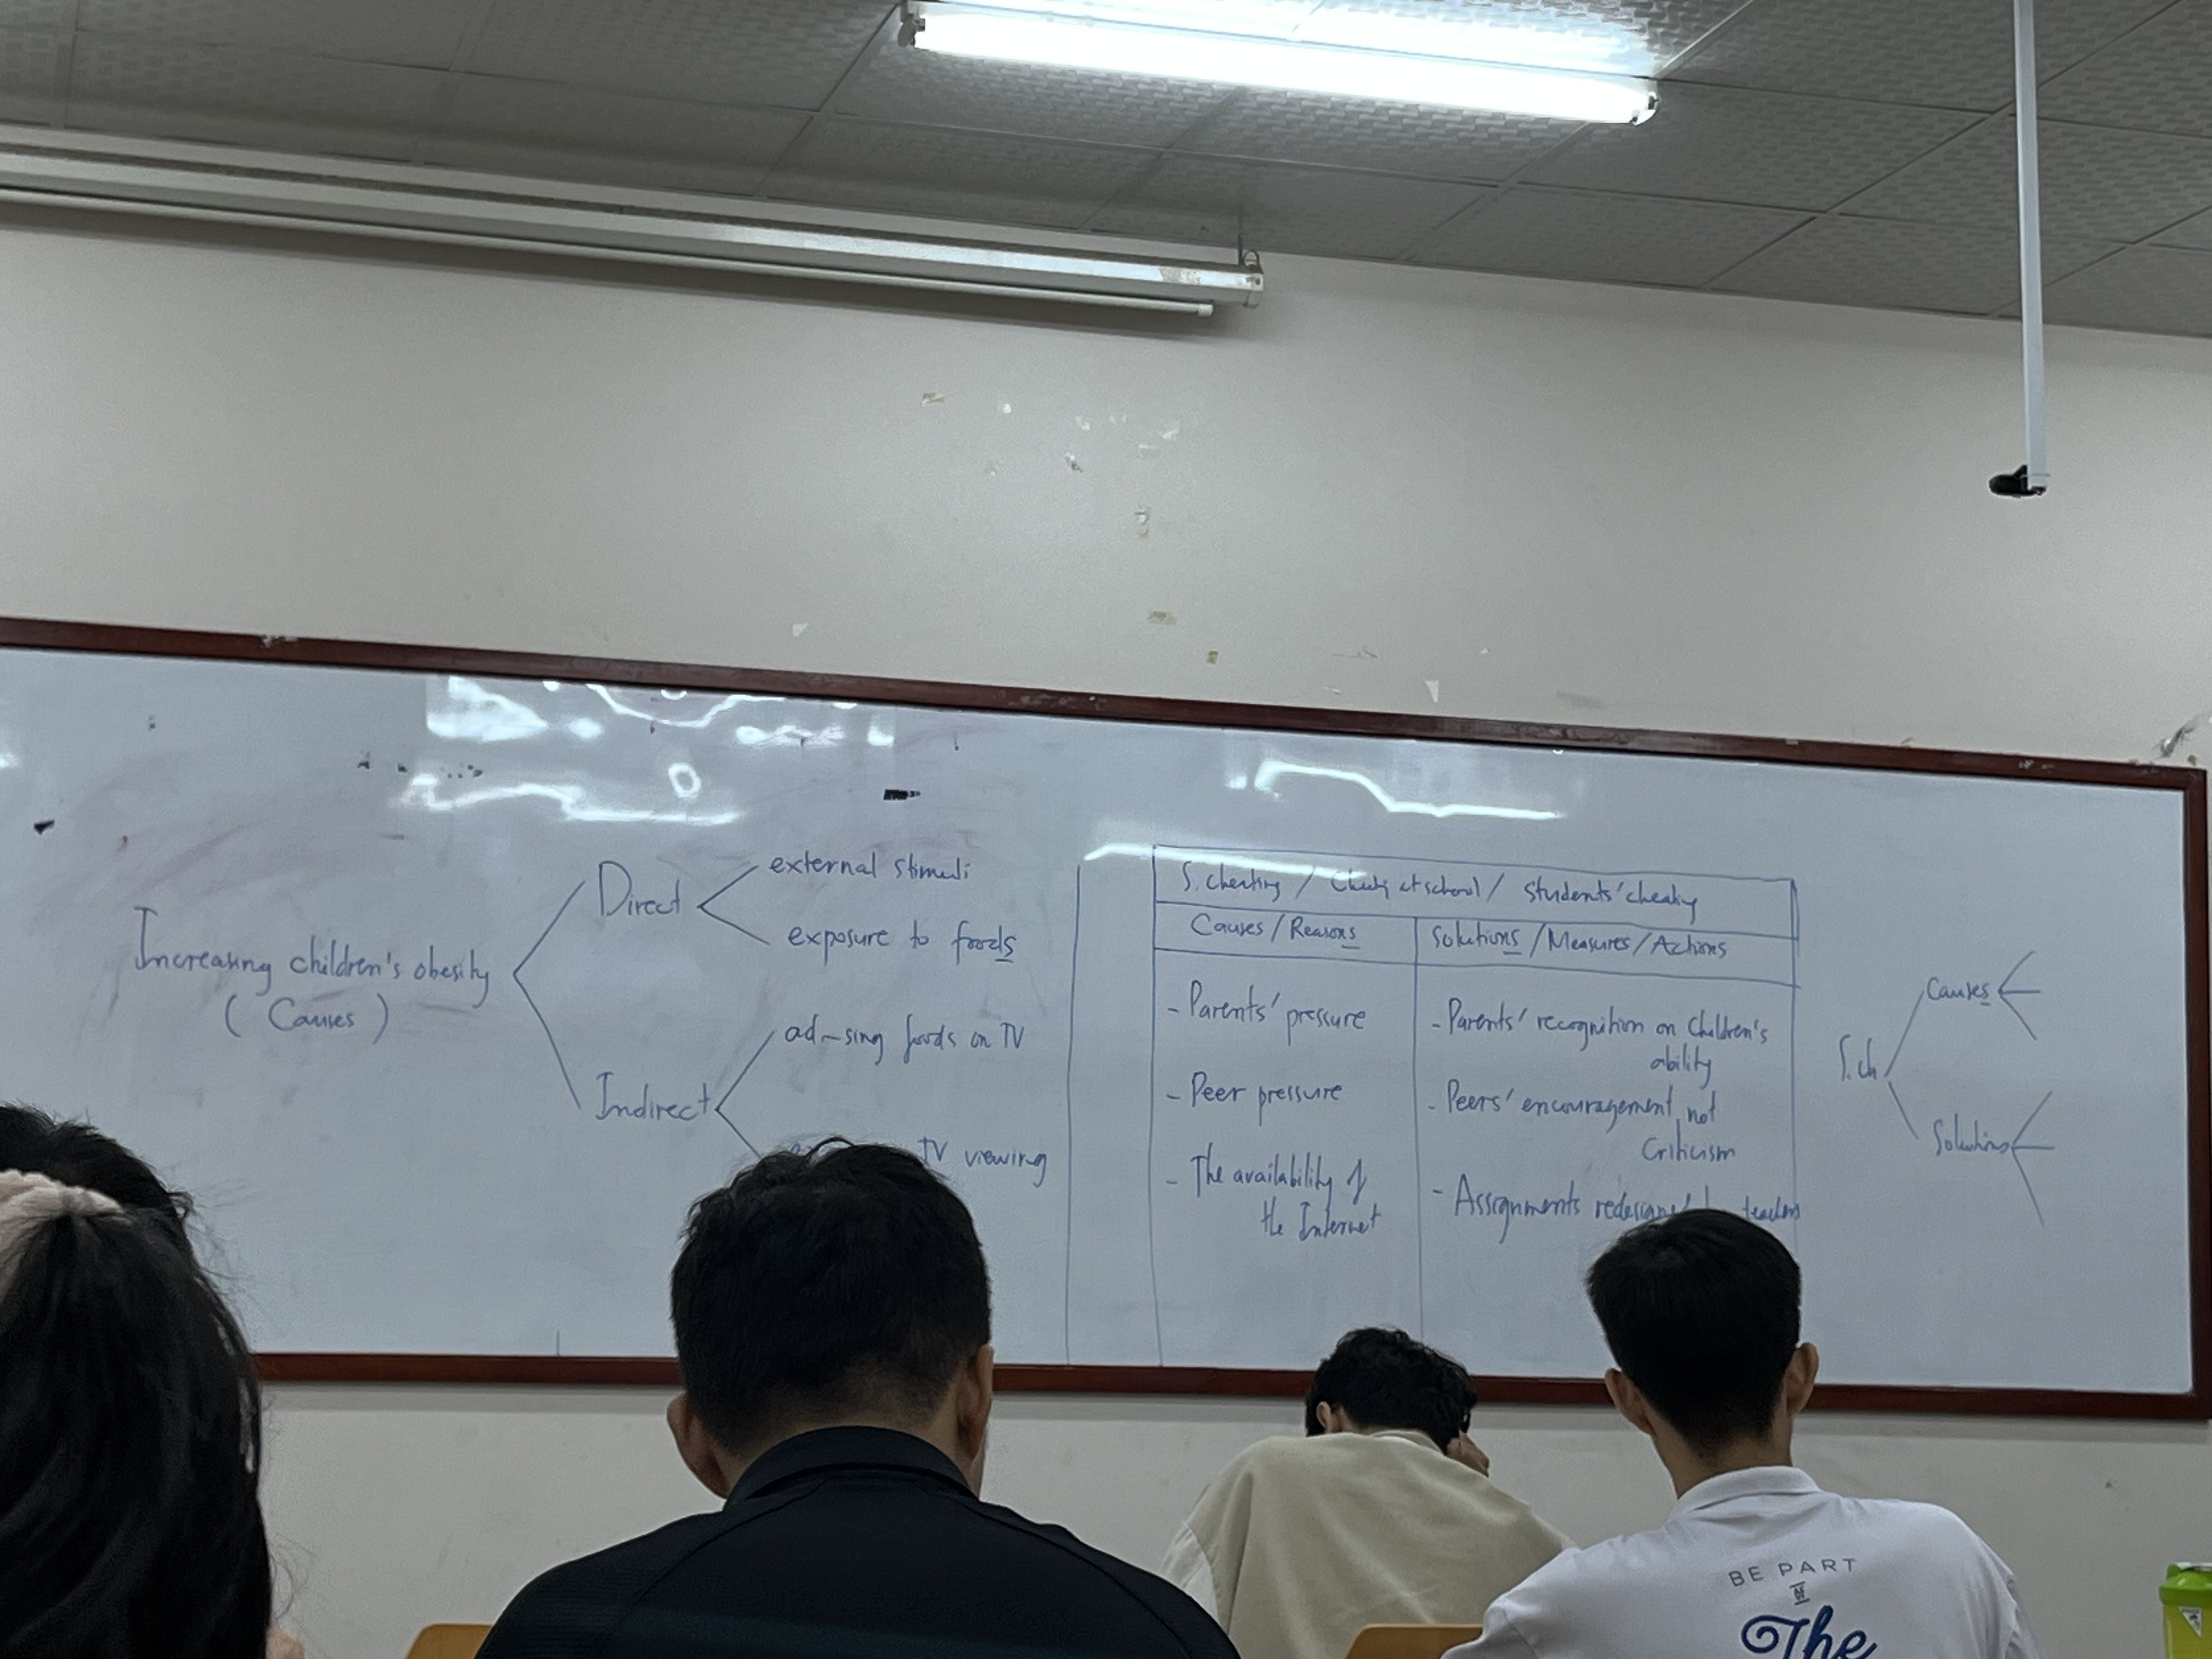 Increasing children's obesity
( Causes )
Direct
external stimuli
exposure to foods
Indirect
ad~sing foods on TV
TV viewing
S. cheating / Cheating at school / Students' cheating
Causes / Reasons
Solutions / Measures / Actions
- Parents' pressure
- Peer pressure
- The availability of
the Internet
- Parents' recognition on children's
ability
- Peers' encouragement not
criticism
- Assignments redesigned teachers
S.ch
Causes
Solutions
BE PART
OF
The